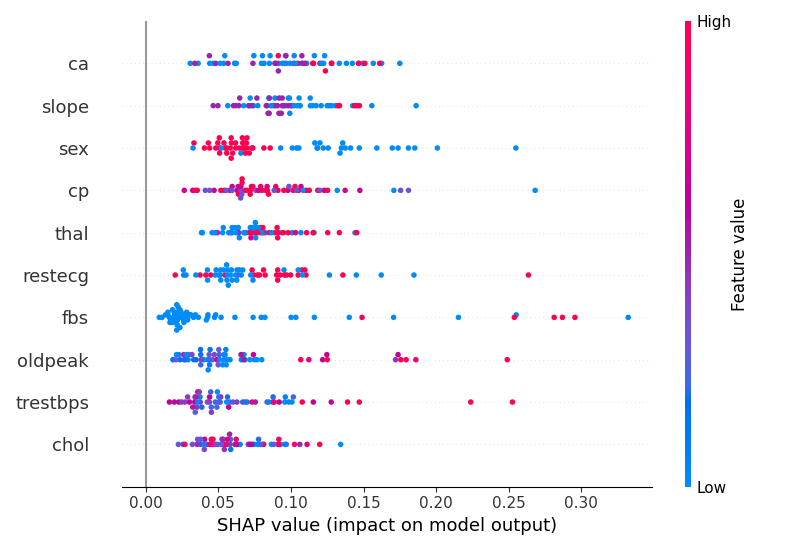 High
ca
slope
sex
cp
thal
restecg
fbs
oldpeak
trestbps
chol
Feature value
Low
0.00 0.05 0.10 0.15 0.20 0.25 0.30
SHAP value (impact on model output)